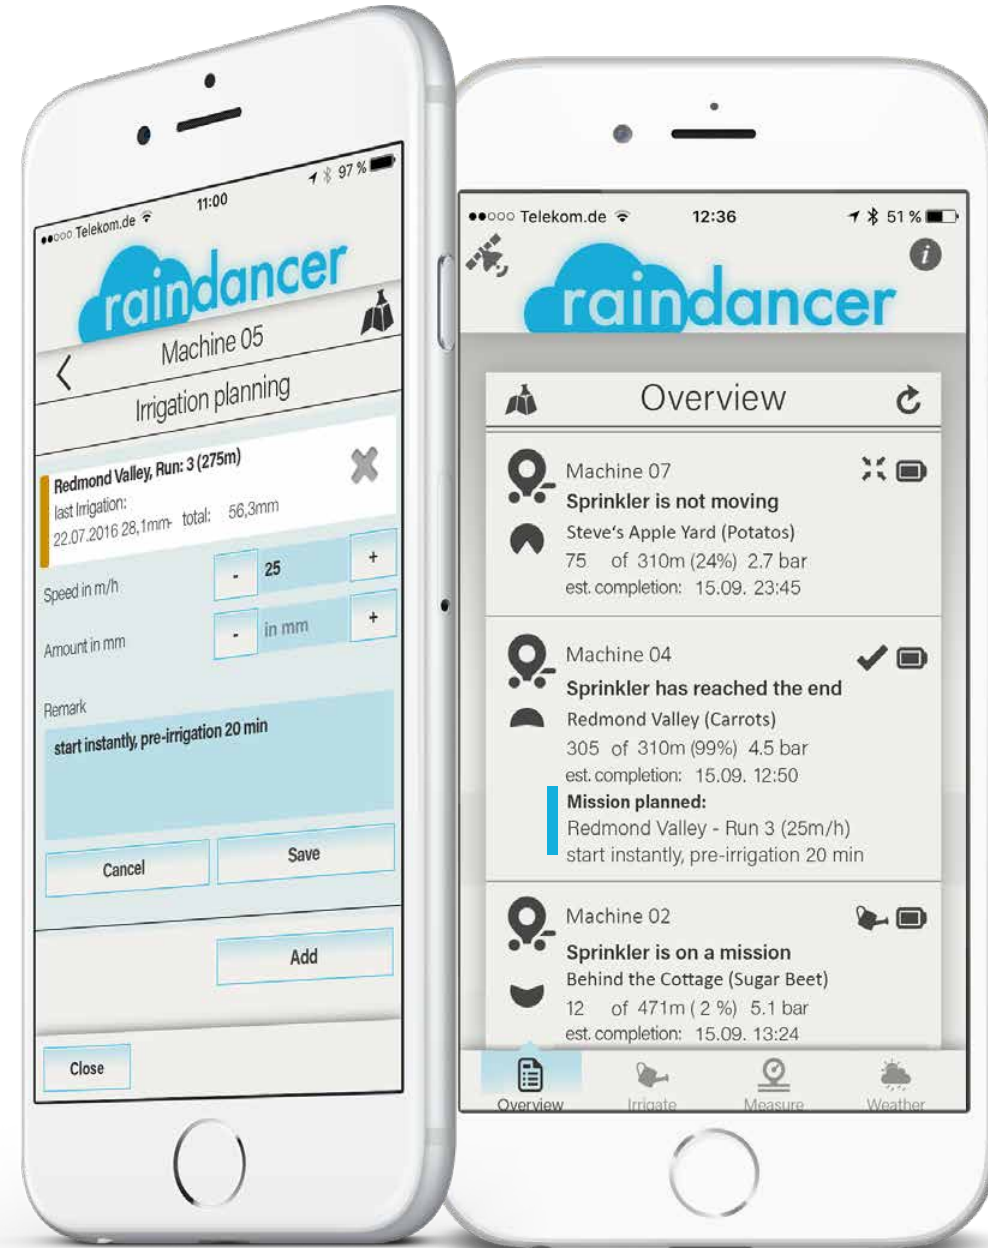 ●●○○○ Telekom.de 11:00 97 %
raindancer
Machine 05
Irrigation planning
Redmond Valley, Run: 3 (275m)
last Irrigation:
22.07.2016 28,1mm- total: 56,3mm
Speed in m/h - 25 +
Amount in mm - in mm +
Remark
start instantly, pre-irrigation 20 min
Cancel Save
Add
Close
●●○○○ Telekom.de 12:36 51 %
i
raindancer
Overview
Machine 07
Sprinkler is not moving
Steve's Apple Yard (Potatos)
75 of 310m (24%) 2.7 bar
est. completion: 15.09. 23:45
Machine 04
Sprinkler has reached the end
Redmond Valley (Carrots)
305 of 310m (99%) 4.5 bar
est. completion: 15.09. 12:50
Mission planned:
Redmond Valley - Run 3 (25m/h)
start instantly, pre-irrigation 20 min
Machine 02
Sprinkler is on a mission
Behind the Cottage (Sugar Beet)
12 of 471m ( 2 %) 5.1 bar
est. completion: 15.09. 13:24
Overview Irrigate Measure Weather